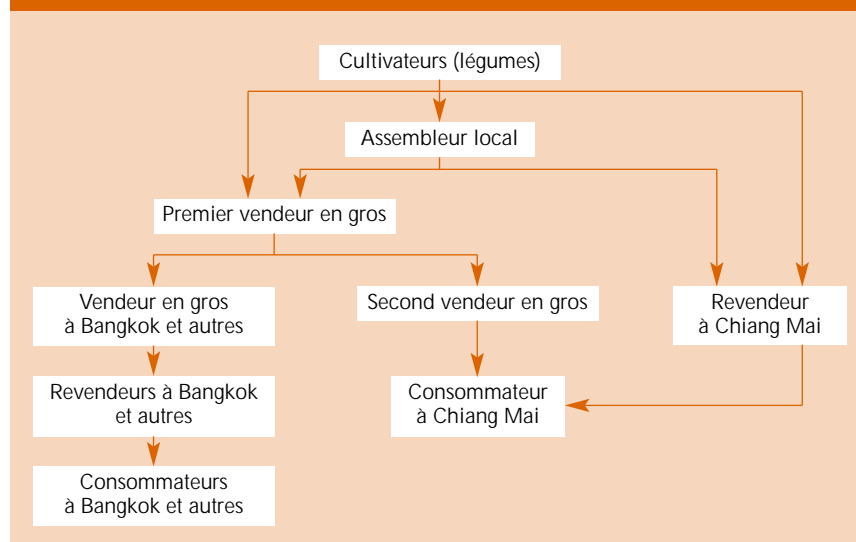 Cultivateurs (légumes)
Assembleur local
Premier vendeur en gros
Vendeur en gros
à Bangkok et autres
Second vendeur en gros
Revendeur
à Chiang Mai
Revendeurs à Bangkok
et autres
Consommateur
à Chiang Mai
Consommateurs
à Bangkok et autres